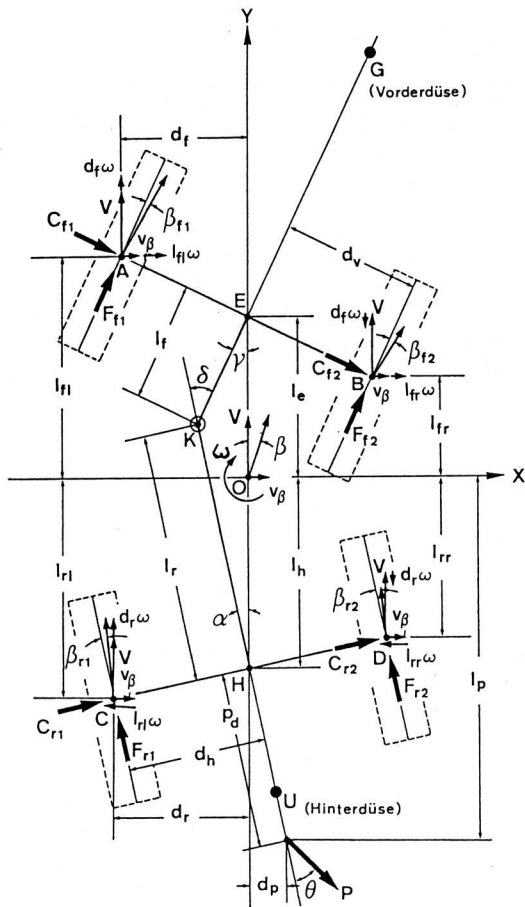 Y
G
(Vorderdüse)
d_f
d_fω
V
β_f1
C_f1
v_β
l_flω
A
F_f1
d_v
E
l_f
d_fω
V
β_f2
γ
δ
C_f2
B
v_β
l_frω
l_fl
l_e
F_f2
l_fr
K
V
ω
β
O
v_β
X
l_r
l_h
l_rr
l_rl
V
d_rω
β_r2
v_β
d_rω
α
β_r1
V
v_β
D
l_rrω
H
C_r2
F_r2
l_p
C_r1
C
l_rlω
F_r1
p_d
d_h
U
(Hinterdüse)
d_r
d_p
θ
P